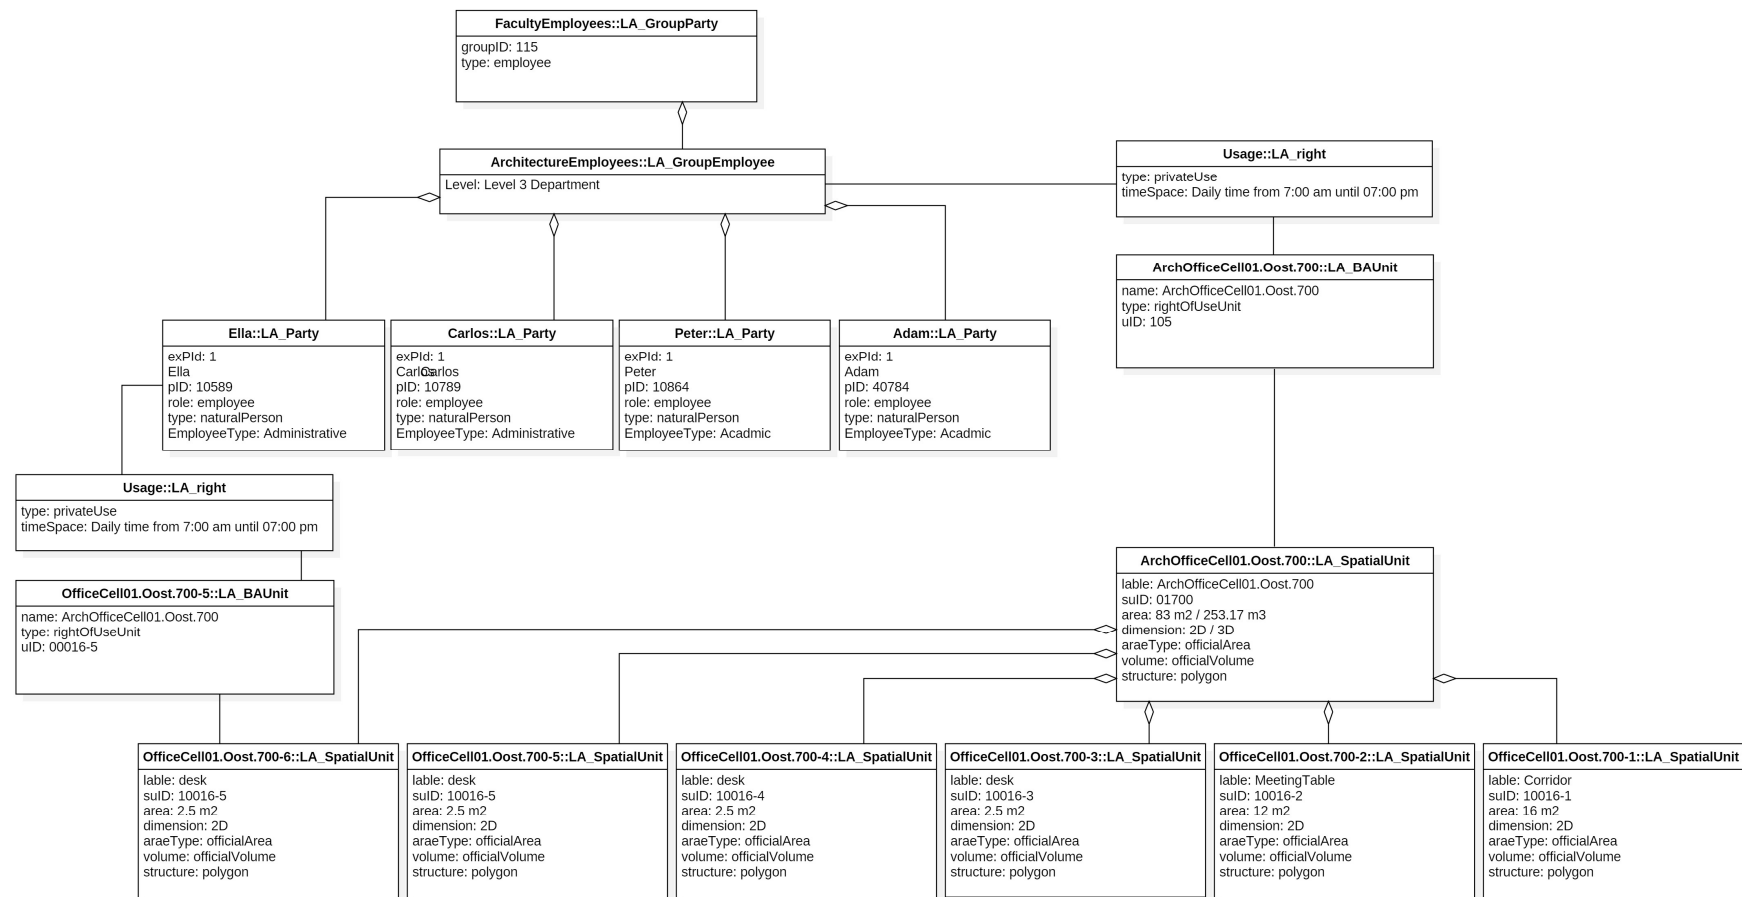 FacultyEmployees::LA_GroupParty
groupID: 115
type: employee
ArchitectureEmployees::LA_GroupEmployee
Level: Level 3 Department
Usage::LA_right
type: privateUse
timeSpace: Daily time from 7:00 am until 07:00 pm
ArchOfficeCell01.Oost.700::LA_BAUnit
name: ArchOfficeCell01.Oost.700
type: rightOfUseUnit
uID: 105
Ella::LA_Party
exPId: 1
Ella
pID: 10589
role: employee
type: naturalPerson
EmployeeType: Administrative
Carlos::LA_Party
exPId: 1
Carlos Carlos
pID: 10789
role: employee
type: naturalPerson
EmployeeType: Administrative
Peter::LA_Party
exPId: 1
Peter
pID: 10864
role: employee
type: naturalPerson
EmployeeType: Acadmic
Adam::LA_Party
exPId: 1
Adam
pID: 40784
role: employee
type: naturalPerson
EmployeeType: Acadmic
Usage::LA_right
type: privateUse
timeSpace: Daily time from 7:00 am until 07:00 pm
OfficeCell01.Oost.700-5::LA_BAUnit
name: ArchOfficeCell01.Oost.700
type: rightOfUseUnit
uID: 00016-5
ArchOfficeCell01.Oost.700::LA_SpatialUnit
lable: ArchOfficeCell01.Oost.700
suID: 01700
area: 83 m2 / 253.17 m3
dimension: 2D / 3D
araeType: officialArea
volume: officialVolume
structure: polygon
OfficeCell01.Oost.700-6::LA_SpatialUnit
lable: desk
suID: 10016-5
area: 2.5 m2
dimension: 2D
araeType: officialArea
volume: officialVolume
structure: polygon
OfficeCell01.Oost.700-5::LA_SpatialUnit
lable: desk
suID: 10016-5
area: 2.5 m2
dimension: 2D
araeType: officialArea
volume: officialVolume
structure: polygon
OfficeCell01.Oost.700-4::LA_SpatialUnit
lable: desk
suID: 10016-4
area: 2.5 m2
dimension: 2D
araeType: officialArea
volume: officialVolume
structure: polygon
OfficeCell01.Oost.700-3::LA_SpatialUnit
lable: desk
suID: 10016-3
area: 2.5 m2
dimension: 2D
araeType: officialArea
volume: officialVolume
structure: polygon
OfficeCell01.Oost.700-2::LA_SpatialUnit
lable: MeetingTable
suID: 10016-2
area: 12 m2
dimension: 2D
araeType: officialArea
volume: officialVolume
structure: polygon
OfficeCell01.Oost.700-1::LA_SpatialUnit
lable: Corridor
suID: 10016-1
area: 16 m2
dimension: 2D
araeType: officialArea
volume: officialVolume
structure: polygon